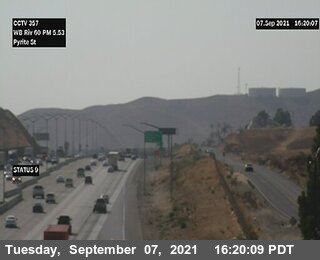 CCTV 357
WB Riv 60 PM 5.53
Pyrite St
07.Sep 2021 16:20:07
STATUS 9
Tuesday, September 07, 2021 16:20:09 PDT